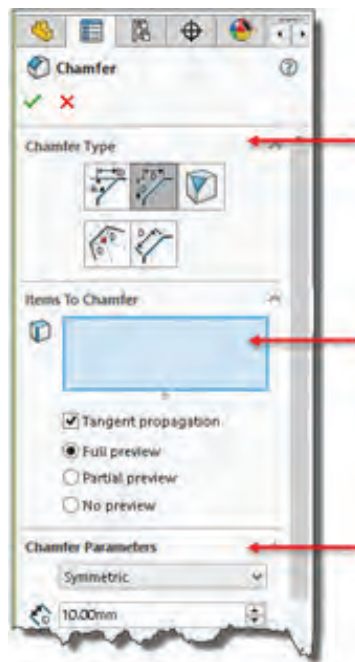 Chamfer
Chamfer Type
Items To Chamfer
Tangent propagation
Full preview
Partial preview
No preview
Chamfer Parameters
Symmetric
10.00mm